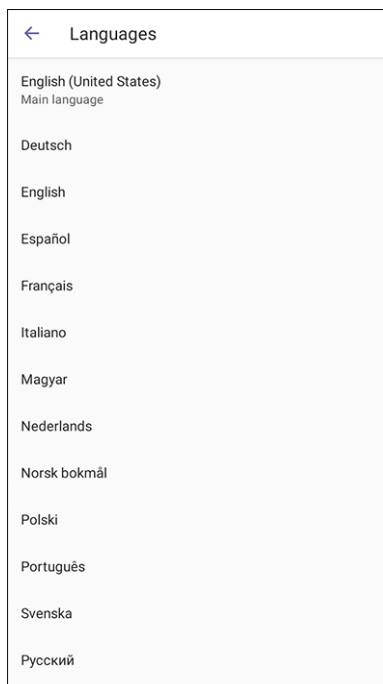 Languages
English (United States)
Main language
Deutsch
English
Español
Français
Italiano
Magyar
Nederlands
Norsk bokmål
Polski
Português
Svenska
Русский